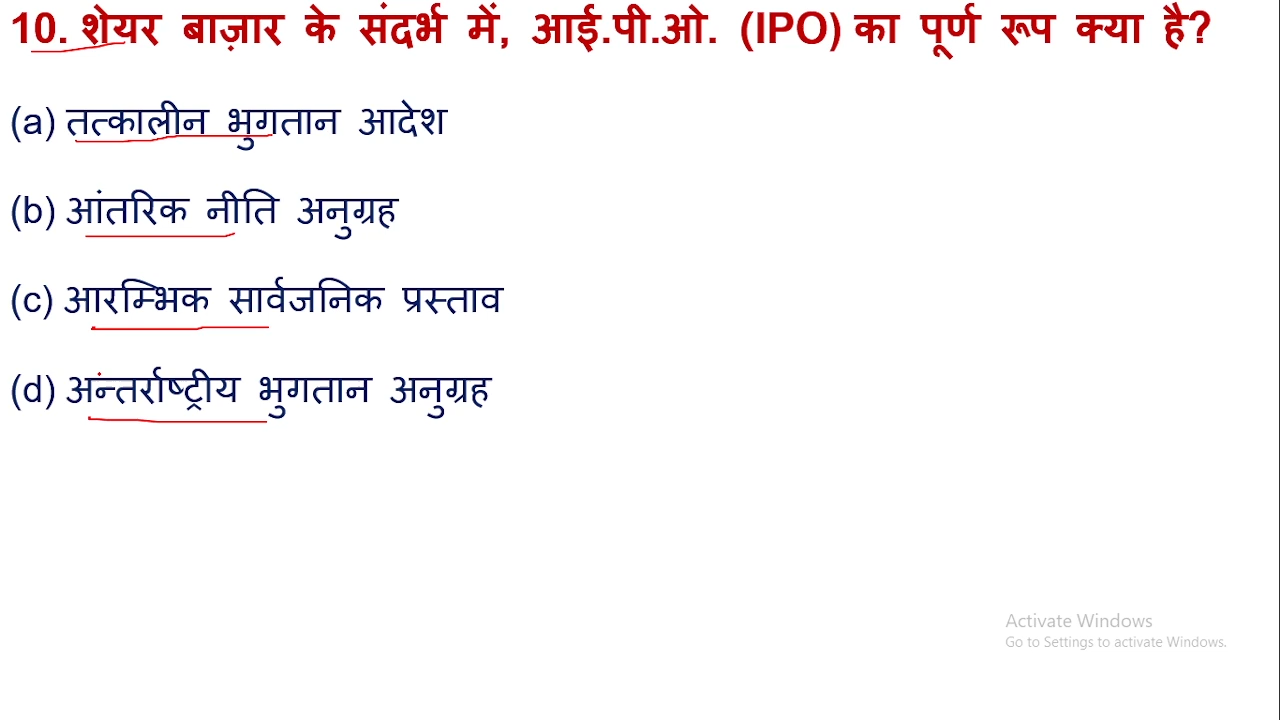 10. शेयर बाज़ार के संदर्भ में, आई.पी.ओ. (IPO) का पूर्ण रूप क्या है?
(a) तत्कालीन भुगतान आदेश
(b) आंतरिक नीति अनुग्रह
(c) आरम्भिक सार्वजनिक प्रस्ताव
(d) अन्तर्राष्ट्रीय भुगतान अनुग्रह
Activate Windows
Go to Settings to activate Windows.